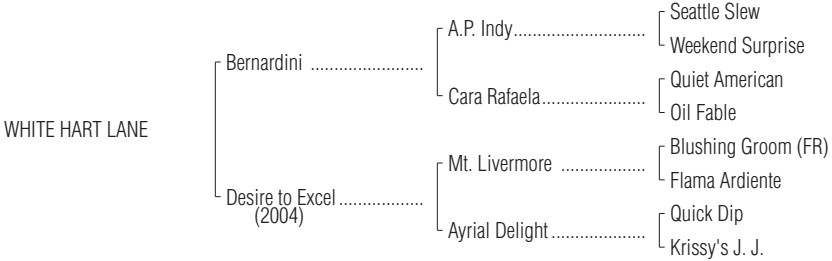 Seattle Slew
A.P. Indy..............................
Weekend Surprise
Bernardini .........................
Quiet American
Cara Rafaela.......................
Oil Fable
WHITE HART LANE
Blushing Groom (FR)
Mt. Livermore ...................
Flama Ardiente
Desire to Excel...................
(2004)
Quick Dip
Ayrial Delight.....................
Krissy's J. J.